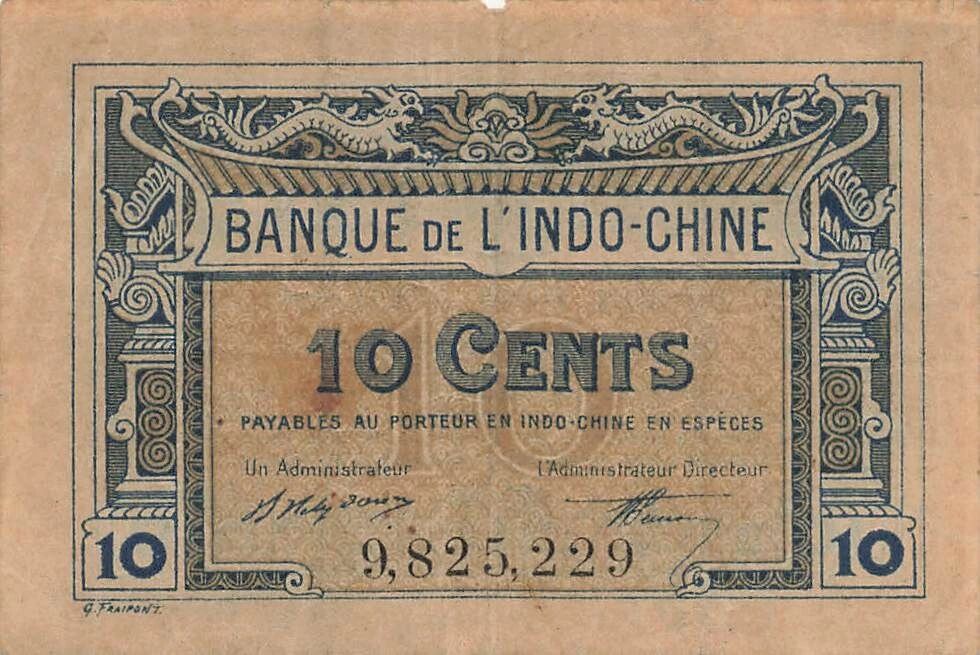 BANQUE DE L'INDO-CHINE
10
10 CENTS
PAYABLES AU PORTEUR EN INDO-CHINE EN ESPÈCES
Un Administrateur
L'Administrateur Directeur
9,825,229
10
10
G. FRAIPONT.